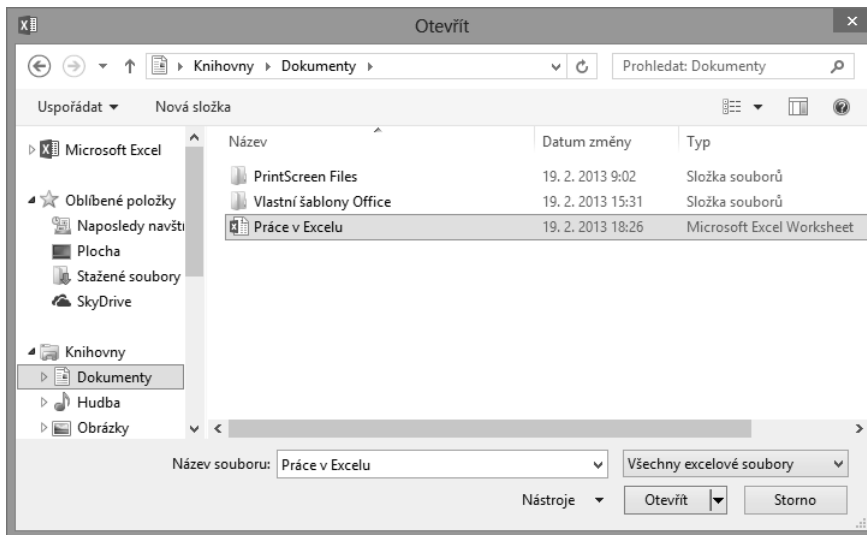 Otevřít
Knihovny Dokumenty
Prohledat: Dokumenty
Uspořádat
Nová složka
Microsoft Excel
Oblíbené položky
Naposledy navšti
Plocha
Stažené soubory
SkyDrive
Knihovny
Dokumenty
Hudba
Obrázky
Název Datum změny Typ
PrintScreen Files 19. 2. 2013 9:02 Složka souborů
Vlastní šablony Office 19. 2. 2013 15:31 Složka souborů
Práce v Excelu 19. 2. 2013 18:26 Microsoft Excel Worksheet
Název souboru: Práce v Excelu
Všechny excelové soubory
Nástroje Otevřít Storno